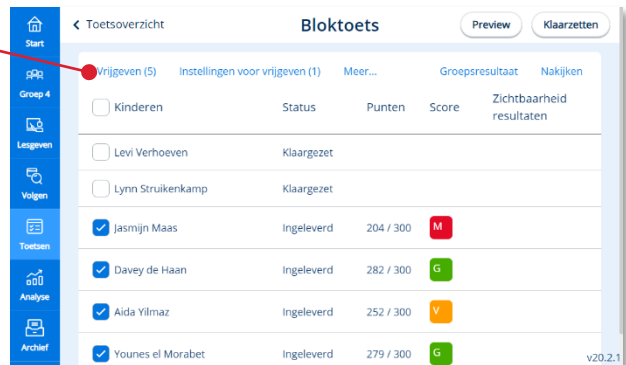 Start
Groep 4
Lesgeven
Volgen
Toetsen
Analyse
Archief
Toetsoverzicht
Bloktoets
Preview
Klaarzetten
Vrijgeven (5) Instellingen voor vrijgeven (1) Meer... Groepsresultaat Nakijken
Kinderen Status Punten Score Zichtbaarheid
resultaten
Levi Verhoeven Klaargezet
Lynn Struikenkamp Klaargezet
Jasmijn Maas Ingeleverd 204 / 300 M
Davey de Haan Ingeleverd 282 / 300 G
Aida Yilmaz Ingeleverd 252 / 300 V
Younes el Morabet Ingeleverd 279 / 300 G
v20.2.1